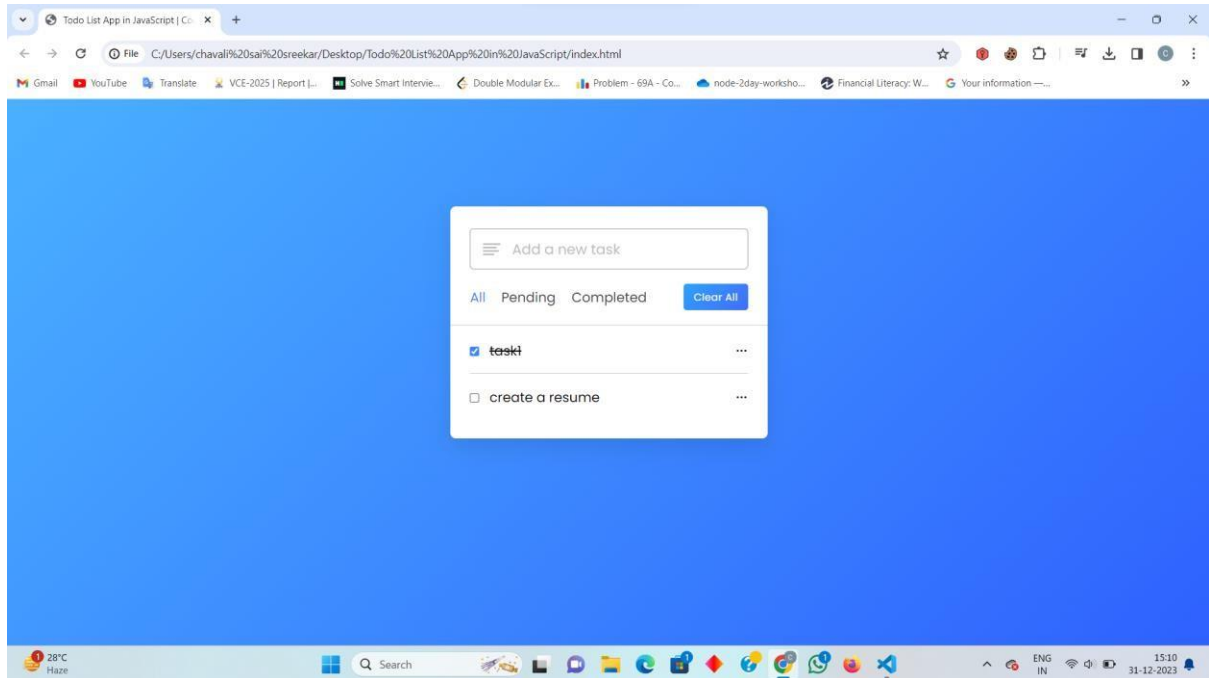 Todo List App in JavaScript | Co
File C:/Users/chavali%20sai%20sreekar/Desktop/Todo%20List%20App%20in%20JavaScript/index.html
Gmail YouTube Translate VCE-2025 | Report |... Solve Smart Intervie... Double Modular Ex... Problem - 69A - Co... node-2day-worksho... Financial Literacy: W... Your information —... »
Add a new task
All Pending Completed Clear All
task1
create a resume
28°C
Haze
Search
ENG
IN
15:10
31-12-2023